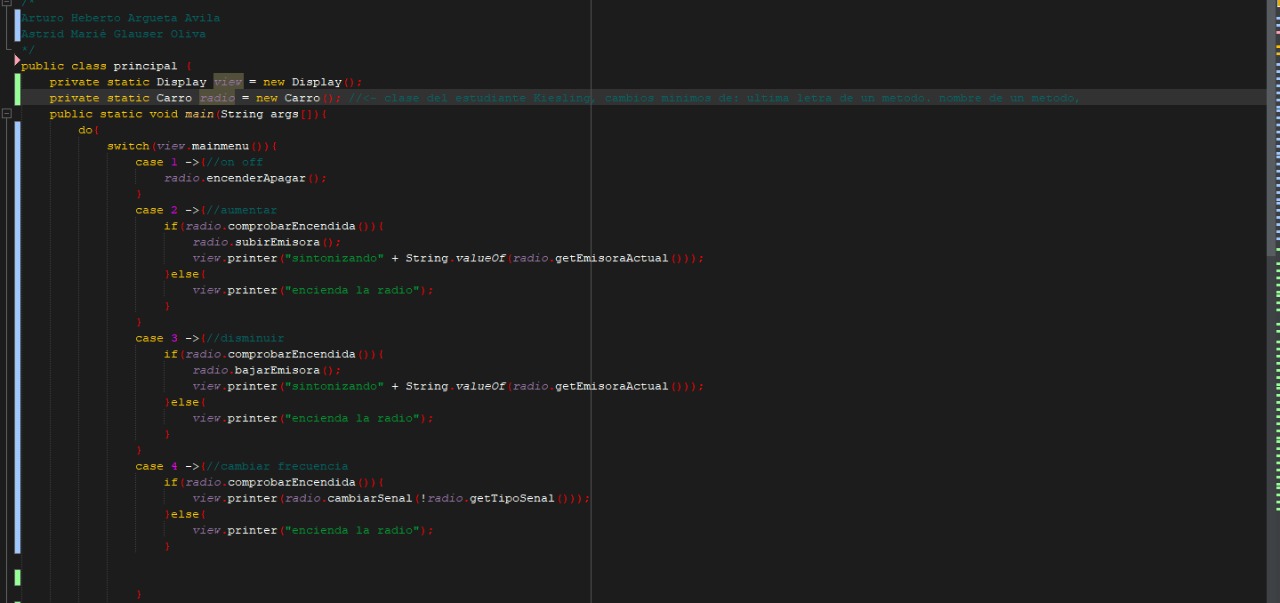 /*
Arturo Heberto Argueta Avila
Astrid Marié Glauser Oliva
*/
public class principal {
    private static Display view = new Display();
    private static Carro radio = new Carro(); //<- clase del estudiante Kiesling, cambios minimos de: ultima letra de un metodo, nombre de un metodo,
    public static void main(String args[]){
        do{
            switch(view.mainmenu()){
                case 1 ->{//on off
                    radio.encenderApagar();
                }
                case 2 ->{//aumentar
                    if(radio.comprobarEncendida()){
                        radio.subirEmisora();
                        view.printer("sintonizando" + String.valueOf(radio.getEmisoraActual()));
                    }else{
                        view.printer("encienda la radio");
                    }
                }
                case 3 ->{//disminuir
                    if(radio.comprobarEncendida()){
                        radio.bajarEmisora();
                        view.printer("sintonizando" + String.valueOf(radio.getEmisoraActual()));
                    }else{
                        view.printer("encienda la radio");
                    }
                }
                case 4 ->{//cambiar frecuencia
                    if(radio.comprobarEncendida()){
                        view.printer(radio.cambiarSenal(!radio.getTipoSenal()));
                    }else{
                        view.printer("encienda la radio");
                    }
                }